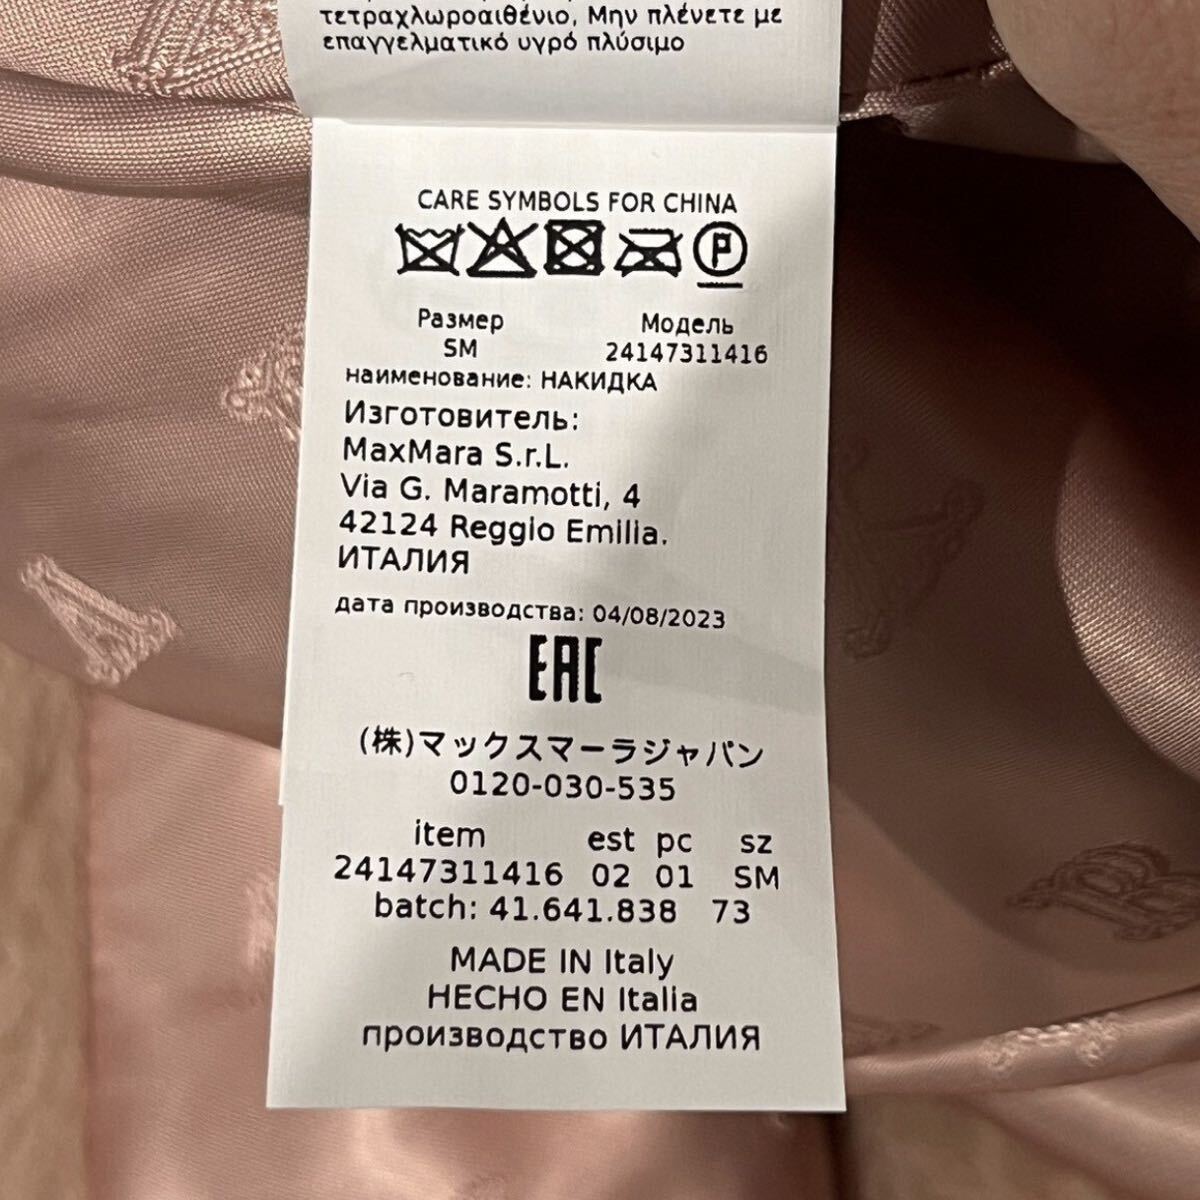 τετραχλωροαιθένιο, Μην πλένετε με
επαγγελματικό υγρό πλύσιμο
CARE SYMBOLS FOR CHINA
P
Размер Модель
SM 24147311416
наименование: НАКИДКА
Изготовитель:
MaxMara S.r.L.
Via G. Maramotti, 4
42124 Reggio Emilia.
ИТАЛИЯ
дата производства: 04/08/2023
EAC
(株)マックスマーラジャパン
0120-030-535
item est pc sz
24147311416 02 01 SM
batch: 41.641.838 73
MADE IN Italy
HECHO EN Italia
производство ИТАЛИЯ